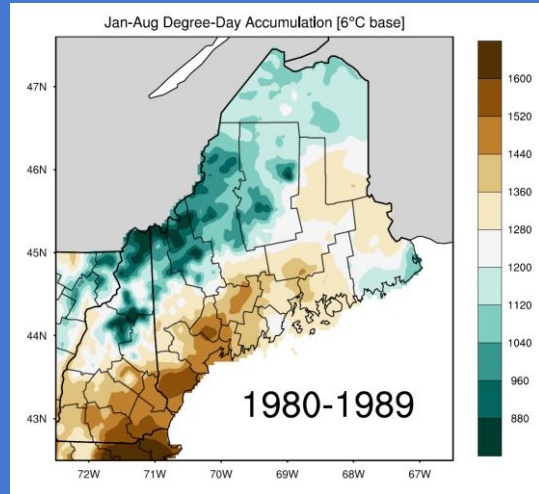 Jan-Aug Degree-Day Accumulation [6°C base]
47N
46N
45N
44N
43N
72W 71W 70W 69W 68W 67W
1980-1989
1600
1520
1440
1360
1280
1200
1120
1040
960
880